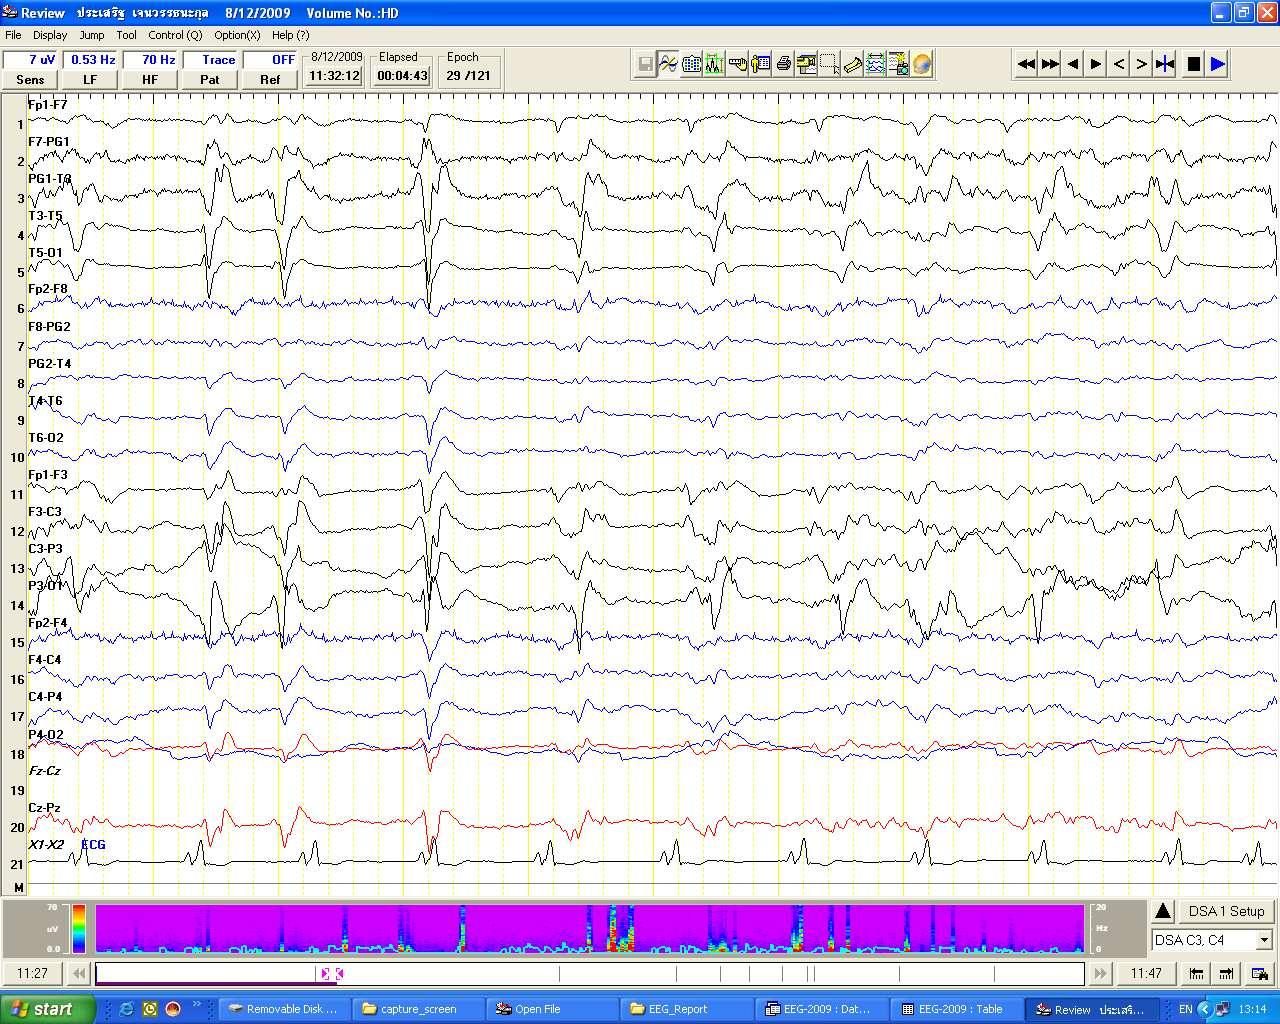 Review ประเสริฐ เจนวรรธนะกุล 8/12/2009 Volume No.:HD
File Display Jump Tool Control (Q) Option(X) Help (?)
7 uV 0.53 Hz 70 Hz Trace OFF 8/12/2009 Elapsed Epoch
Sens LF HF Pat Ref 11:32:12 00:04:43 29 /121
Fp1-F7
1
F7-PG1
2
PG1-T3
3
T3-T5
4
T5-O1
5
Fp2-F8
6
F8-PG2
7
PG2-T4
8
T4-T6
9
T6-O2
10
Fp1-F3
11
F3-C3
12
C3-P3
13
P3-O1
14
Fp2-F4
15
F4-C4
16
C4-P4
17
P4-O2
18
Fz-Cz
19
Cz-Pz
20
X1-X2 ECG
21
M
70 20
uV Hz DSA 1 Setup
0.0 0 DSA C3, C4
11:27 11:47
start Removable Disk ... capture_screen Open File EEG_Report EEG-2009 : Dat... EEG-2009 : Table Review ประเสริ... EN 13:14